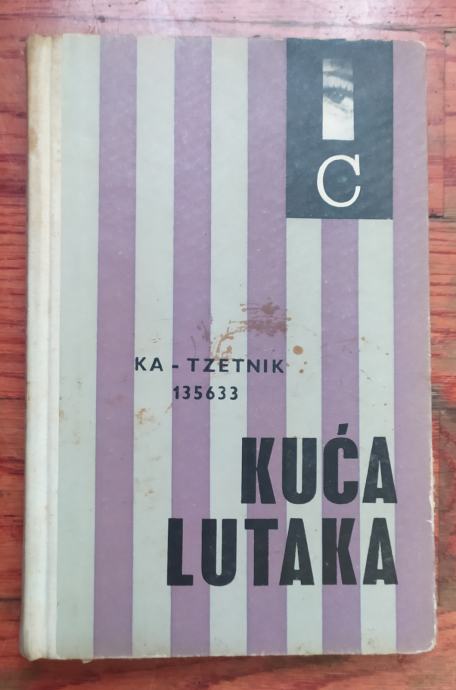 C
KA - TZETNIK
135633
KUĆA
LUTAKA